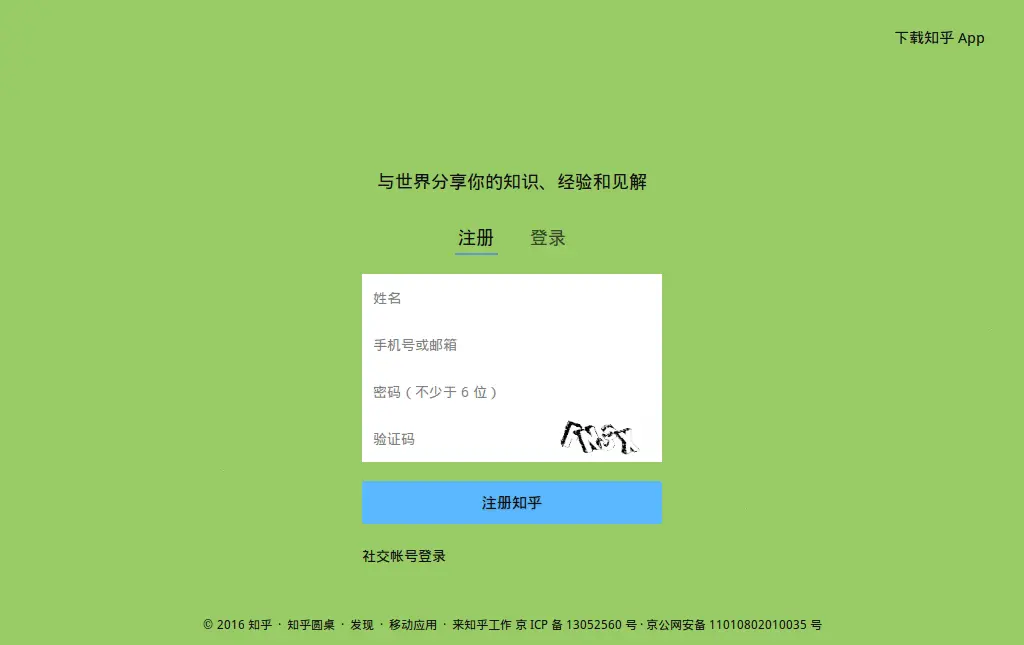 下载知乎 App
与世界分享你的知识、经验和见解
注册 登录
姓名
手机号或邮箱
密码（不少于 6 位）
验证码
注册知乎
社交帐号登录
© 2016 知乎 · 知乎圆桌 · 发现 · 移动应用 · 来知乎工作 京 ICP 备 13052560 号 · 京公网安备 11010802010035 号